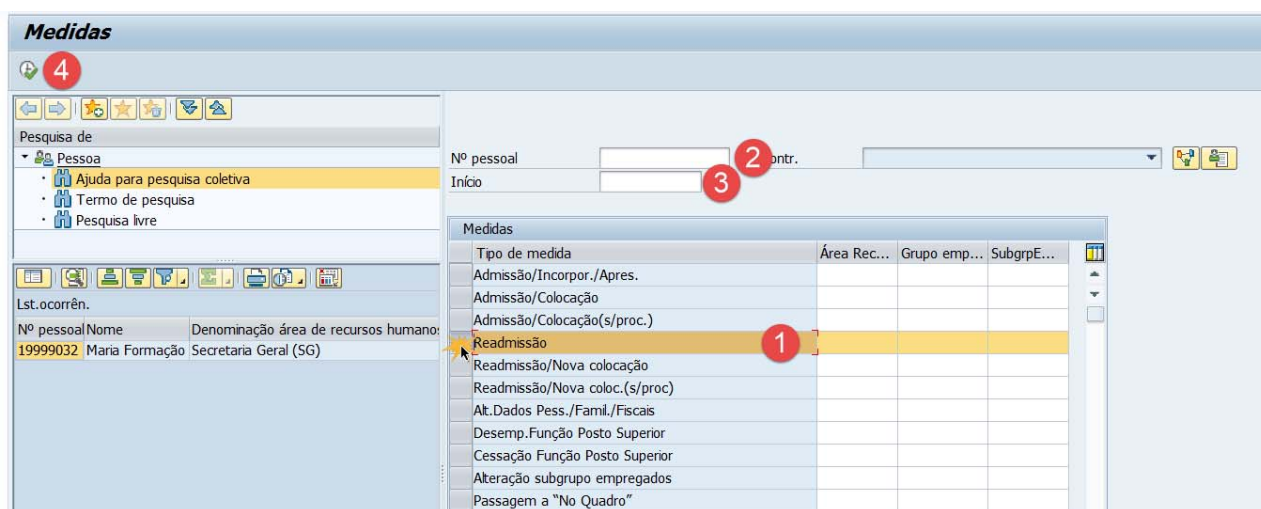 Medidas
4
Pesquisa de
Pessoa
Ajuda para pesquisa coletiva
Termo de pesquisa
Pesquisa livre
Lst.ocorrên.
Nº pessoal Nome Denominação área de recursos humano
19999032 Maria Formação Secretaria Geral (SG)
Nº pessoal 2 ontr.
Início 3
Medidas
Tipo de medida Área Rec... Grupo emp... SubgrpE...
Admissão/Incorpor./Apres.
Admissão/Colocação
Admissão/Colocação(s/proc.)
Readmissão 1
Readmissão/Nova colocação
Readmissão/Nova coloc.(s/proc)
Alt.Dados Pess./Famil./Fiscais
Desemp.Função Posto Superior
Cessação Função Posto Superior
Alteração subgrupo empregados
Passagem a "No Quadro"